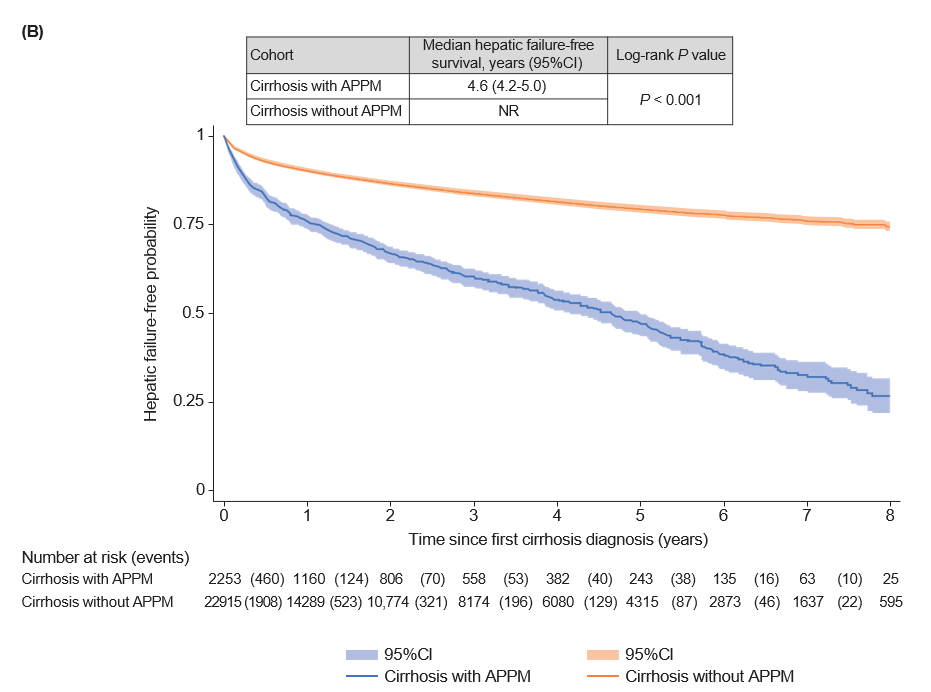 (B)
Cohort
Median hepatic failure-free
survival, years (95%CI)
Log-rank P value
Cirrhosis with APPM
4.6 (4.2-5.0)
P < 0.001
Cirrhosis without APPM
NR
1
0.75
0.5
0.25
0
Hepatic failure-free probability
0 1 2 3 4 5 6 7 8
Time since first cirrhosis diagnosis (years)
Number at risk (events)
Cirrhosis with APPM 2253 (460) 1160 (124) 806 (70) 558 (53) 382 (40) 243 (38) 135 (16) 63 (10) 25
Cirrhosis without APPM 22915 (1908) 14289 (523) 10,774 (321) 8174 (196) 6080 (129) 4315 (87) 2873 (46) 1637 (22) 595
95%CI 95%CI
Cirrhosis with APPM Cirrhosis without APPM